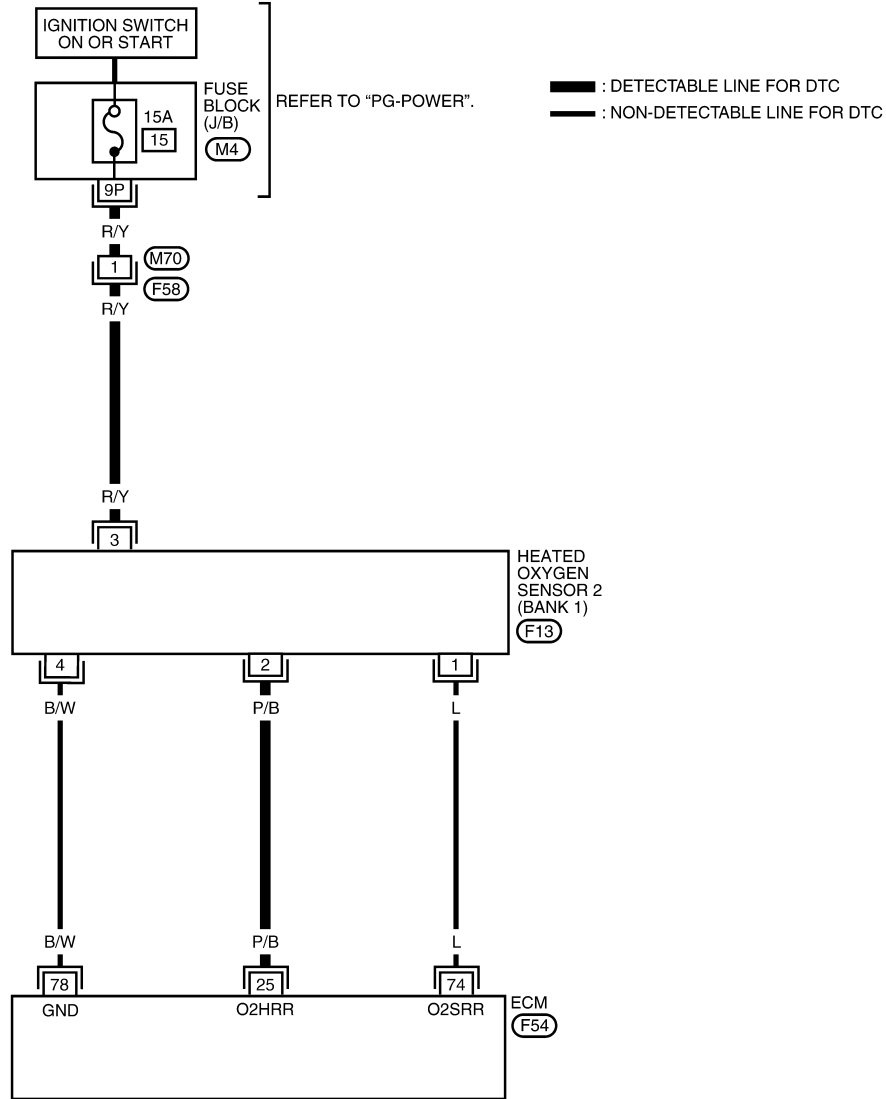 IGNITION SWITCH
ON OR START
FUSE
BLOCK
(J/B)
M4
15A
15
REFER TO “PG-POWER”.
: DETECTABLE LINE FOR DTC
: NON-DETECTABLE LINE FOR DTC
9P
R/Y
1
M70
F58
R/Y
R/Y
3
HEATED
OXYGEN
SENSOR 2
(BANK 1)
F13
4 2 1
B/W P/B L
B/W P/B L
78 25 74
GND O2HRR O2SRR
ECM
F54